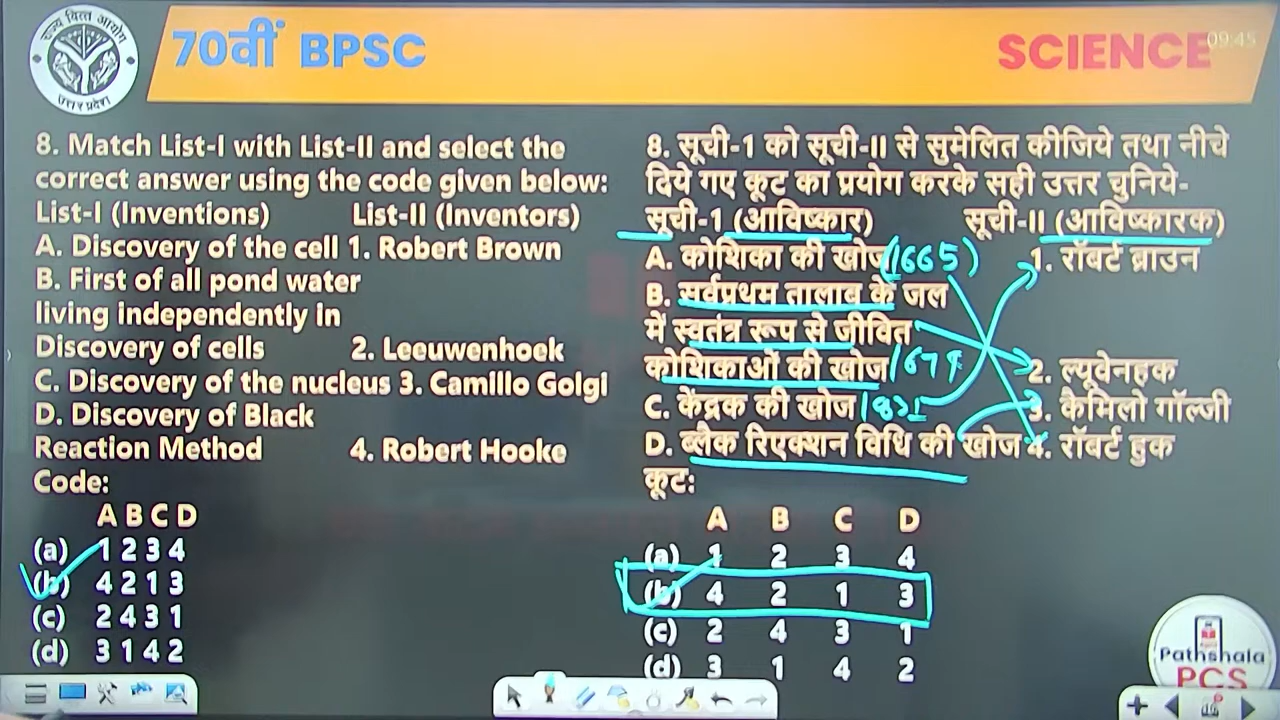 राज्य वित्त आयोग
उत्तर प्रदेश
70वीं BPSC
SCIENCE
09:45
8. Match List-I with List-II and select the
correct answer using the code given below:
List-I (Inventions) List-II (Inventors)
A. Discovery of the cell 1. Robert Brown
B. First of all pond water
living independently in
Discovery of cells 2. Leeuwenhoek
C. Discovery of the nucleus 3. Camillo Golgi
D. Discovery of Black
Reaction Method 4. Robert Hooke
Code:
A B C D
(a) 1 2 3 4
(b) 4 2 1 3
(c) 2 4 3 1
(d) 3 1 4 2
8. सूची-1 को सूची-II से सुमेलित कीजिये तथा नीचे
दिये गए कूट का प्रयोग करके सही उत्तर चुनिये-
सूची-1 (आविष्कार) सूची-II (आविष्कारक)
A. कोशिका की खोज (1665) 1. रॉबर्ट ब्राउन
B. सर्वप्रथम तालाब के जल
में स्वतंत्र रूप से जीवित
कोशिकाओं की खोज 2. ल्यूवेनहक
C. केंद्रक की खोज 1831 3. कैमिलो गॉल्जी
D. ब्लैक रिएक्शन विधि की खोज 4. रॉबर्ट हुक
कूट:
A B C D
(a) 1 2 3 4
(b) 4 2 1 3
(c) 2 4 3 1
(d) 3 1 4 2
Pathshala
PCS